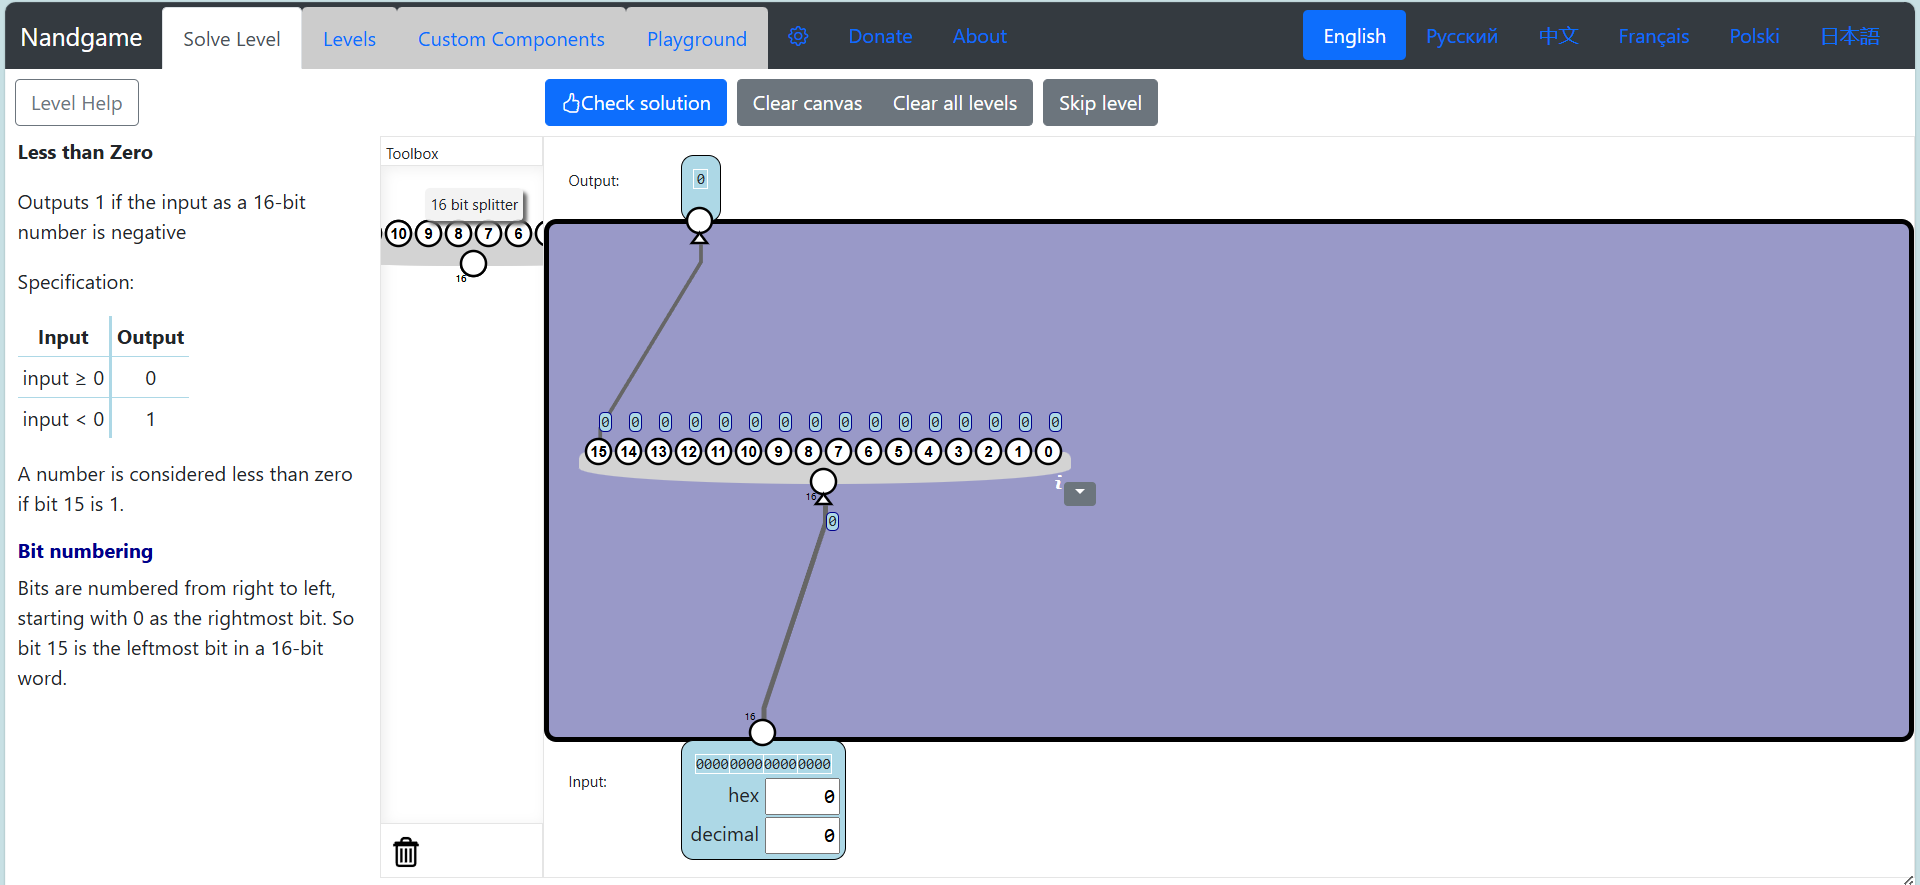 Nandgame
Solve Level
Levels
Custom Components
Playground
Donate
About
English
Русский
中文
Français
Polski
日本語
Level Help
Check solution
Clear canvas
Clear all levels
Skip level
Less than Zero
Outputs 1 if the input as a 16-bit
number is negative
Specification:
Input Output
input ≥ 0 0
input < 0 1
A number is considered less than zero
if bit 15 is 1.
Bit numbering
Bits are numbered from right to left,
starting with 0 as the rightmost bit. So
bit 15 is the leftmost bit in a 16-bit
word.
Toolbox
16 bit splitter
10 9 8 7 6
16
Output:
0
0 0 0 0 0 0 0 0 0 0 0 0 0 0 0 0
15 14 13 12 11 10 9 8 7 6 5 4 3 2 1 0
i
16
0
16
Input:
0000000000000000
hex 0
decimal 0